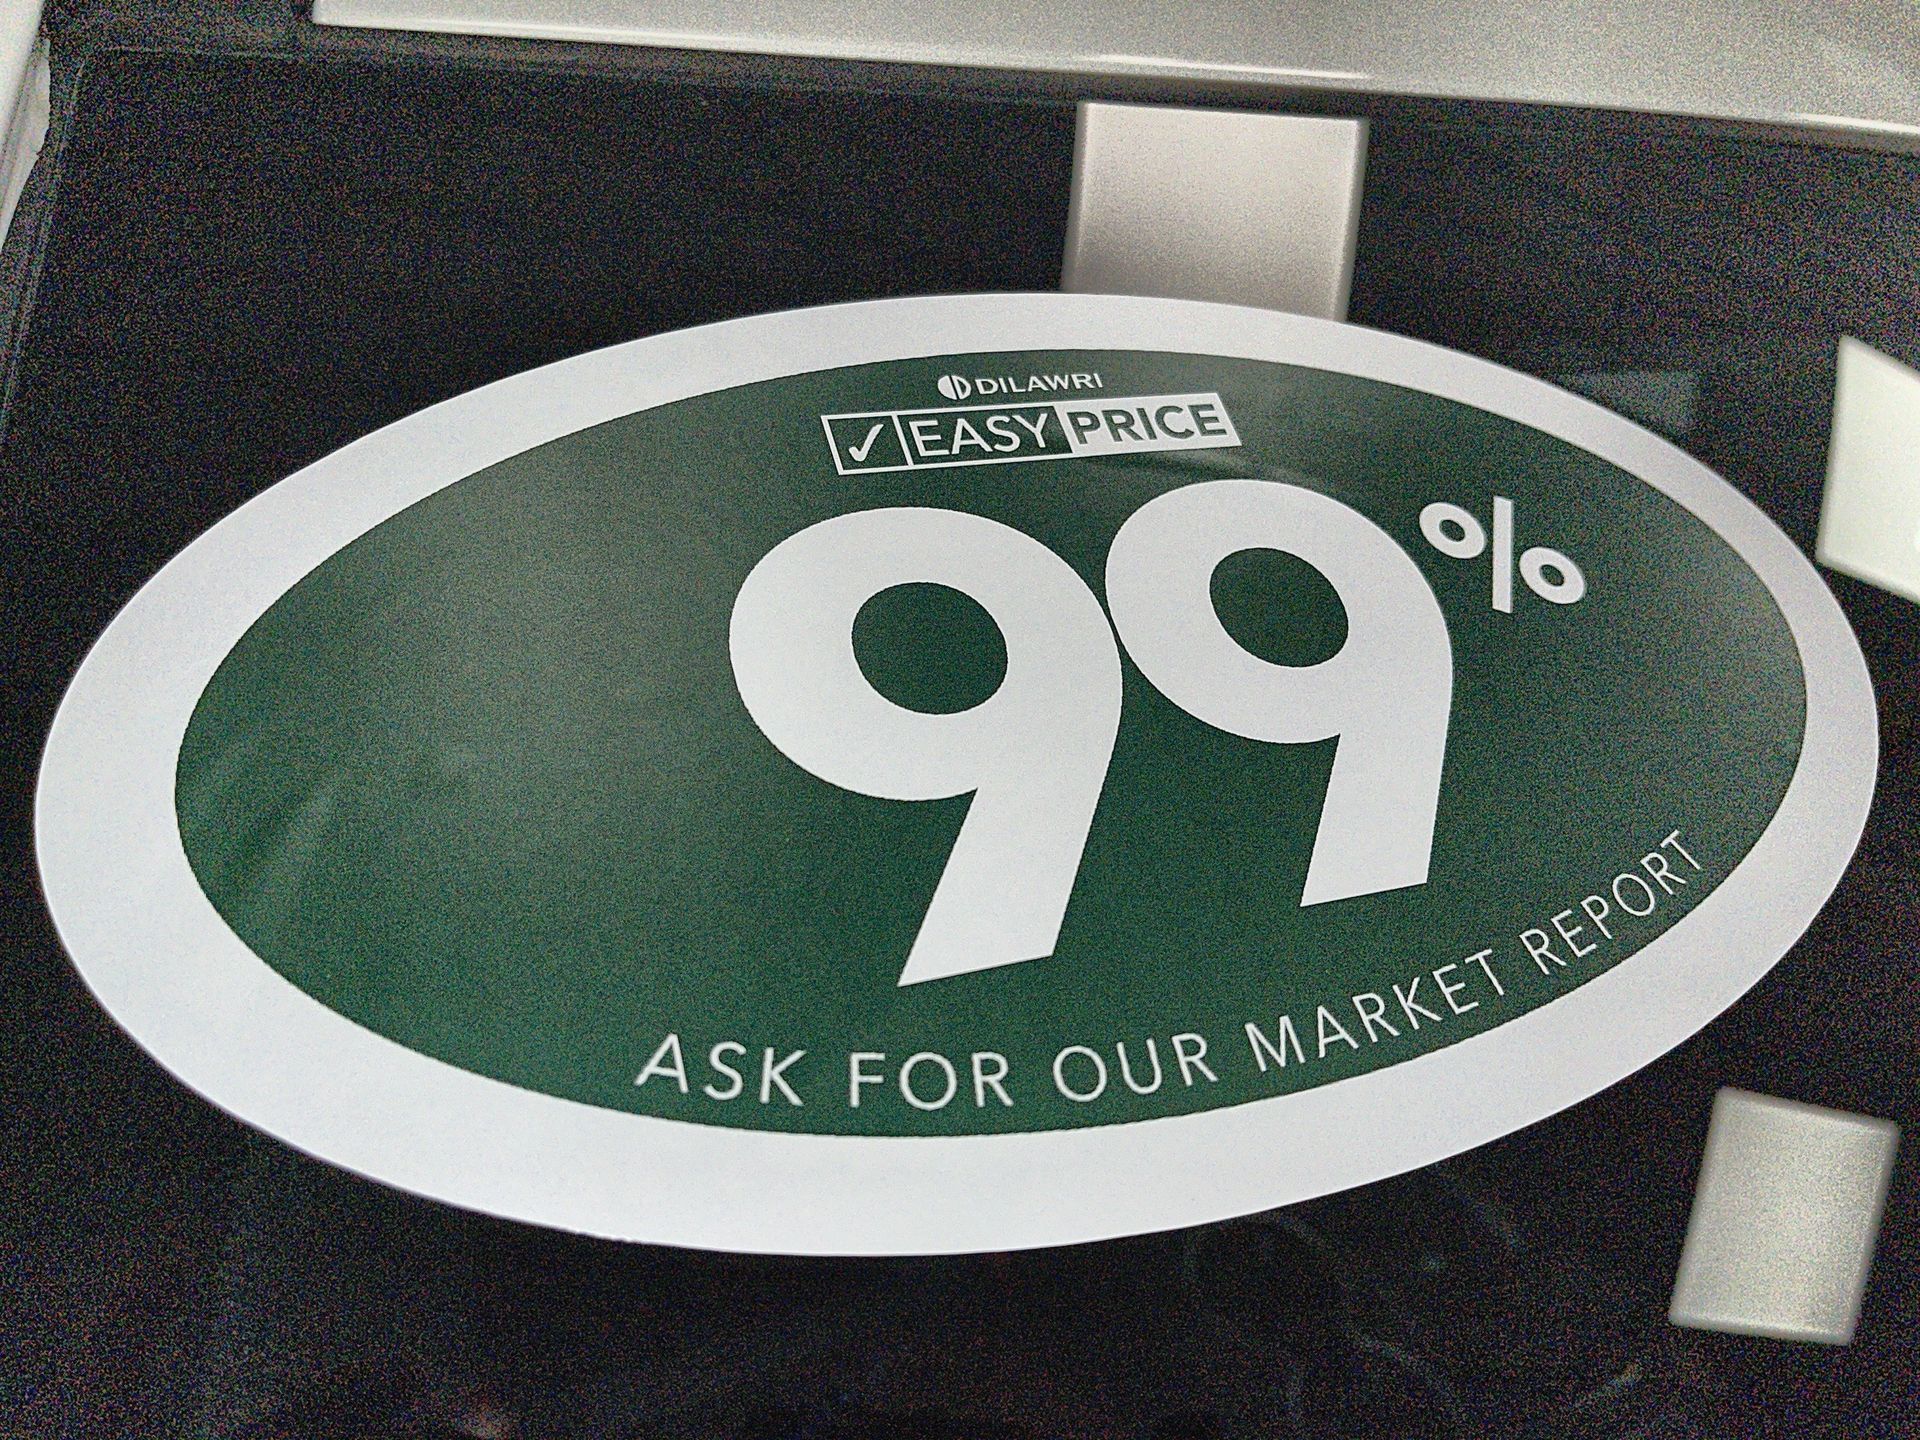 DILAWRI
✓ EASY PRICE
99%
ASK FOR OUR MARKET REPORT